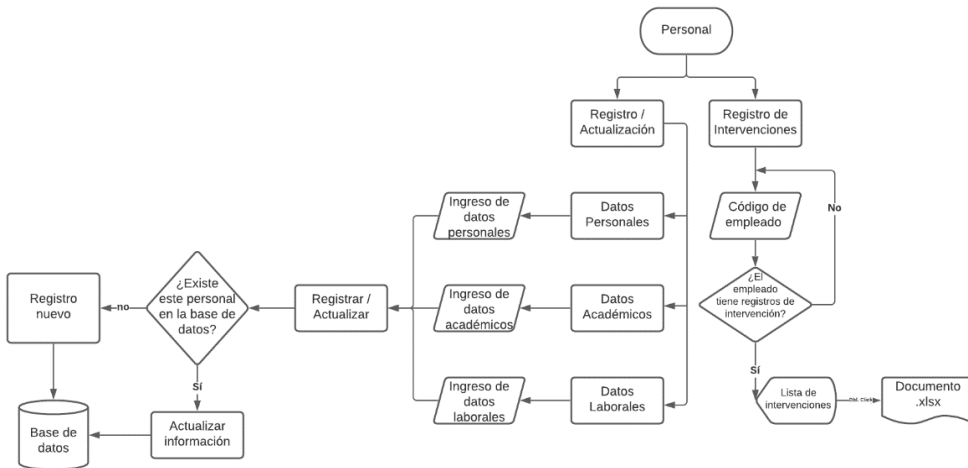 Personal
Registro /
Actualización
Registro de
Intervenciones
Ingreso de
datos
personales
Datos
Personales
Código de
empleado
No
¿Existe
este personal
en la base de
datos?
Registro
nuevo
no
Registrar /
Actualizar
Ingreso de
datos
académicos
Datos
Académicos
¿El
empleado
tiene registros de
intervención?
Sí
Sí
Ingreso de
datos
laborales
Datos
Laborales
Lista de
intervenciones
Dbl. Click
Documento
.xlsx
Base de
datos
Actualizar
información